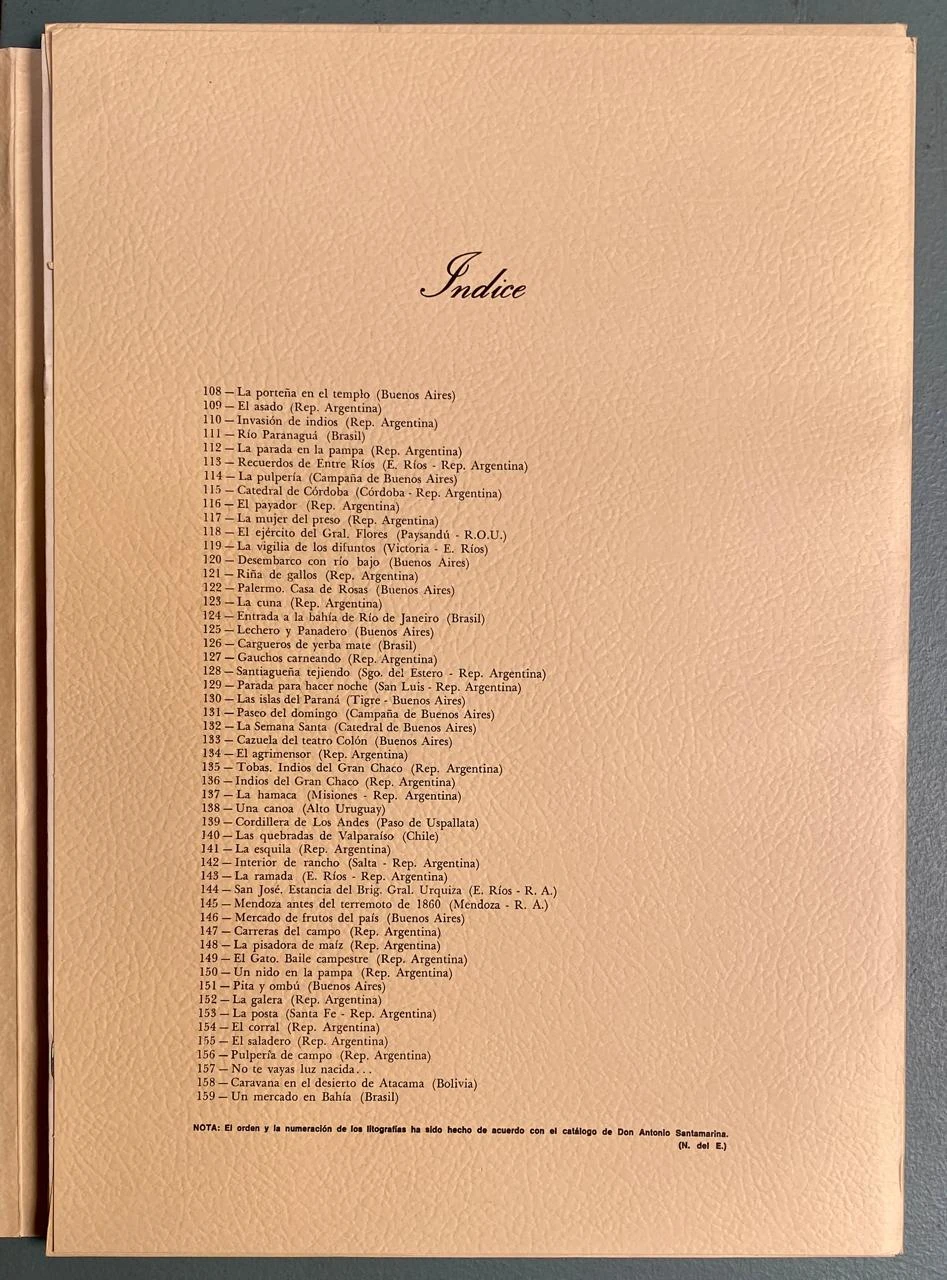 Indice
108 — La porteña en el templo (Buenos Aires)
109 — El asado (Rep. Argentina)
110 — Invasión de indios (Rep. Argentina)
111 — Río Paranaguá (Brasil)
112 — La parada en la pampa (Rep. Argentina)
113 — Recuerdos de Entre Ríos (E. Ríos - Rep. Argentina)
114 — La pulpería (Campaña de Buenos Aires)
115 — Catedral de Córdoba (Córdoba - Rep. Argentina)
116 — El payador (Rep. Argentina)
117 — La mujer del preso (Rep. Argentina)
118 — El ejército del Gral. Flores (Paysandú - R.O.U.)
119 — La vigilia de los difuntos (Victoria - E. Ríos)
120 — Desembarco con río bajo (Buenos Aires)
121 — Riña de gallos (Rep. Argentina)
122 — Palermo. Casa de Rosas (Buenos Aires)
123 — La cuna (Rep. Argentina)
124 — Entrada a la bahía de Río de Janeiro (Brasil)
125 — Lechero y Panadero (Buenos Aires)
126 — Cargueros de yerba mate (Brasil)
127 — Gauchos carneando (Rep. Argentina)
128 — Santiagueña tejiendo (Sgo. del Estero - Rep. Argentina)
129 — Parada para hacer noche (San Luis - Rep. Argentina)
130 — Las islas del Paraná (Tigre - Buenos Aires)
131 — Paseo del domingo (Campaña de Buenos Aires)
132 — La Semana Santa (Catedral de Buenos Aires)
133 — Cazuela del teatro Colón (Buenos Aires)
134 — El agrimensor (Rep. Argentina)
135 — Tobas. Indios del Gran Chaco (Rep. Argentina)
136 — Indios del Gran Chaco (Rep. Argentina)
137 — La hamaca (Misiones - Rep. Argentina)
138 — Una canoa (Alto Uruguay)
139 — Cordillera de Los Andes (Paso de Uspallata)
140 — Las quebradas de Valparaíso (Chile)
141 — La esquila (Rep. Argentina)
142 — Interior de rancho (Salta - Rep. Argentina)
143 — La ramada (E. Ríos - Rep. Argentina)
144 — San José. Estancia del Brig. Gral. Urquiza (E. Ríos - R. A.)
145 — Mendoza antes del terremoto de 1860 (Mendoza - R. A.)
146 — Mercado de frutos del país (Buenos Aires)
147 — Carreras del campo (Rep. Argentina)
148 — La pisadora de maíz (Rep. Argentina)
149 — El Gato. Baile campestre (Rep. Argentina)
150 — Un nido en la pampa (Rep. Argentina)
151 — Pita y ombú (Buenos Aires)
152 — La galera (Rep. Argentina)
153 — La posta (Santa Fe - Rep. Argentina)
154 — El corral (Rep. Argentina)
155 — El saladero (Rep. Argentina)
156 — Pulpería de campo (Rep. Argentina)
157 — No te vayas luz nacida...
158 — Caravana en el desierto de Atacama (Bolivia)
159 — Un mercado en Bahía (Brasil)
NOTA: El orden y la numeración de los litografías ha sido hecho de acuerdo con el catálogo de Don Antonio Santamarina.
(N. del E.)